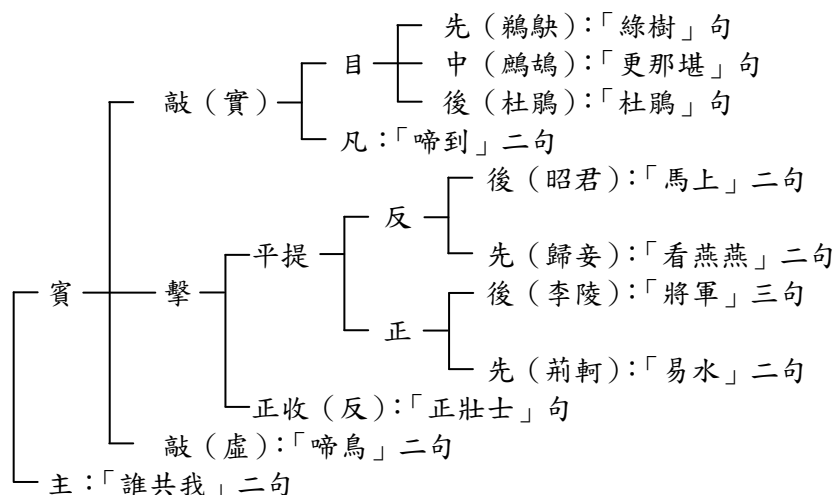 先（鵜鴃）：「綠樹」句
目 中（鷓鴣）：「更那堪」句
敲（實） 後（杜鵑）：「杜鵑」句
凡：「啼到」二句
後（昭君）：「馬上」二句
反
平提 先（歸妾）：「看燕燕」二句
賓 擊 後（李陵）：「將軍」三句
正
先（荊軻）：「易水」二句
正收（反）：「正壯士」句
敲（虛）：「啼鳥」二句
主：「誰共我」二句